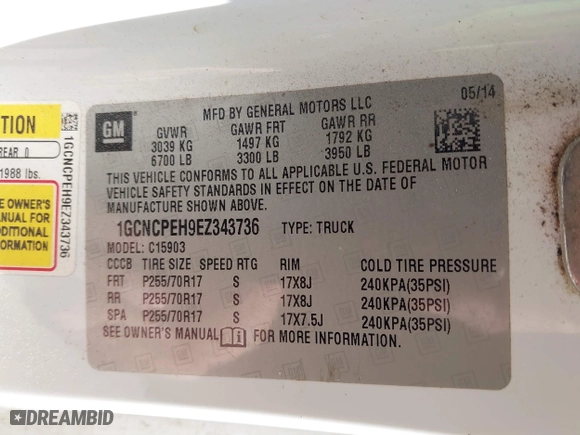 TION
REAR 0
1988 lbs.
SEE OWNER'S
MANUAL FOR
ADDITIONAL
1GCNCPEH9EZ343736
GM
MFD BY GENERAL MOTORS LLC
05/14
GVWR GAWR FRT GAWR RR
3039 KG 1497 KG 1792 KG
6700 LB 3300 LB 3950 LB
THIS VEHICLE CONFORMS TO ALL APPLICABLE U.S. FEDERAL MOTOR
VEHICLE SAFETY STANDARDS IN EFFECT ON THE DATE OF
MANUFACTURE SHOWN ABOVE.
1GCNCPEH9EZ343736 TYPE: TRUCK
MODEL: C15903
CCCB TIRE SIZE SPEED RTG RIM COLD TIRE PRESSURE
FRT P255/70R17 S 17X8J 240KPA(35PSI)
RR P255/70R17 S 17X8J 240KPA(35PSI)
SPA P255/70R17 S 17X7.5J 240KPA(35PSI)
SEE OWNER'S MANUAL FOR MORE INFORMATION.
DREAMBID